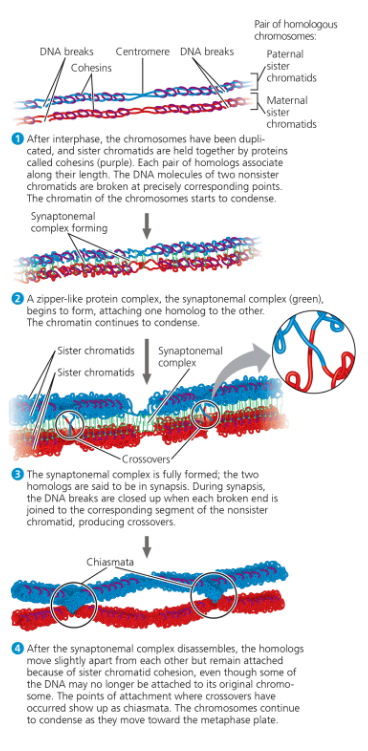 Pair of homologous
chromosomes:
DNA breaks
Centromere
DNA breaks
Cohesins
Paternal
sister
chromatids
Maternal
sister
chromatids
1 After interphase, the chromosomes have been dupli-
cated, and sister chromatids are held together by proteins
called cohesins (purple). Each pair of homologs associate
along their length. The DNA molecules of two nonsister
chromatids are broken at precisely corresponding points.
The chromatin of the chromosomes starts to condense.
Synaptonemal
complex forming
2 A zipper-like protein complex, the synaptonemal complex (green),
begins to form, attaching one homolog to the other.
The chromatin continues to condense.
Sister chromatids
Sister chromatids
Synaptonemal
complex
Crossovers
3 The synaptonemal complex is fully formed; the two
homologs are said to be in synapsis. During synapsis,
the DNA breaks are closed up when each broken end is
joined to the corresponding segment of the nonsister
chromatid, producing crossovers.
Chiasmata
4 After the synaptonemal complex disassembles, the homologs
move slightly apart from each other but remain attached
because of sister chromatid cohesion, even though some of
the DNA may no longer be attached to its original chromo-
some. The points of attachment where crossovers have
occurred show up as chiasmata. The chromosomes continue
to condense as they move toward the metaphase plate.